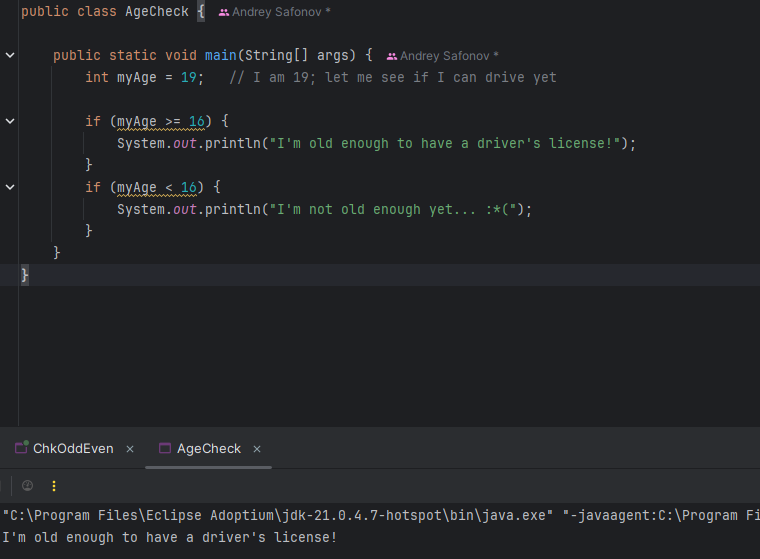 public class AgeCheck { Andrey Safonov *
public static void main(String[] args) { Andrey Safonov *
int myAge = 19; // I am 19; let me see if I can drive yet
if (myAge >= 16) {
System.out.println("I'm old enough to have a driver's license!");
}
if (myAge < 16) {
System.out.println("I'm not old enough yet... :*(");
}
}
}
ChkOddEven × AgeCheck ×
"C:\Program Files\Eclipse Adoptium\jdk-21.0.4.7-hotspot\bin\java.exe" "-javaagent:C:\Program Fi
I'm old enough to have a driver's license!